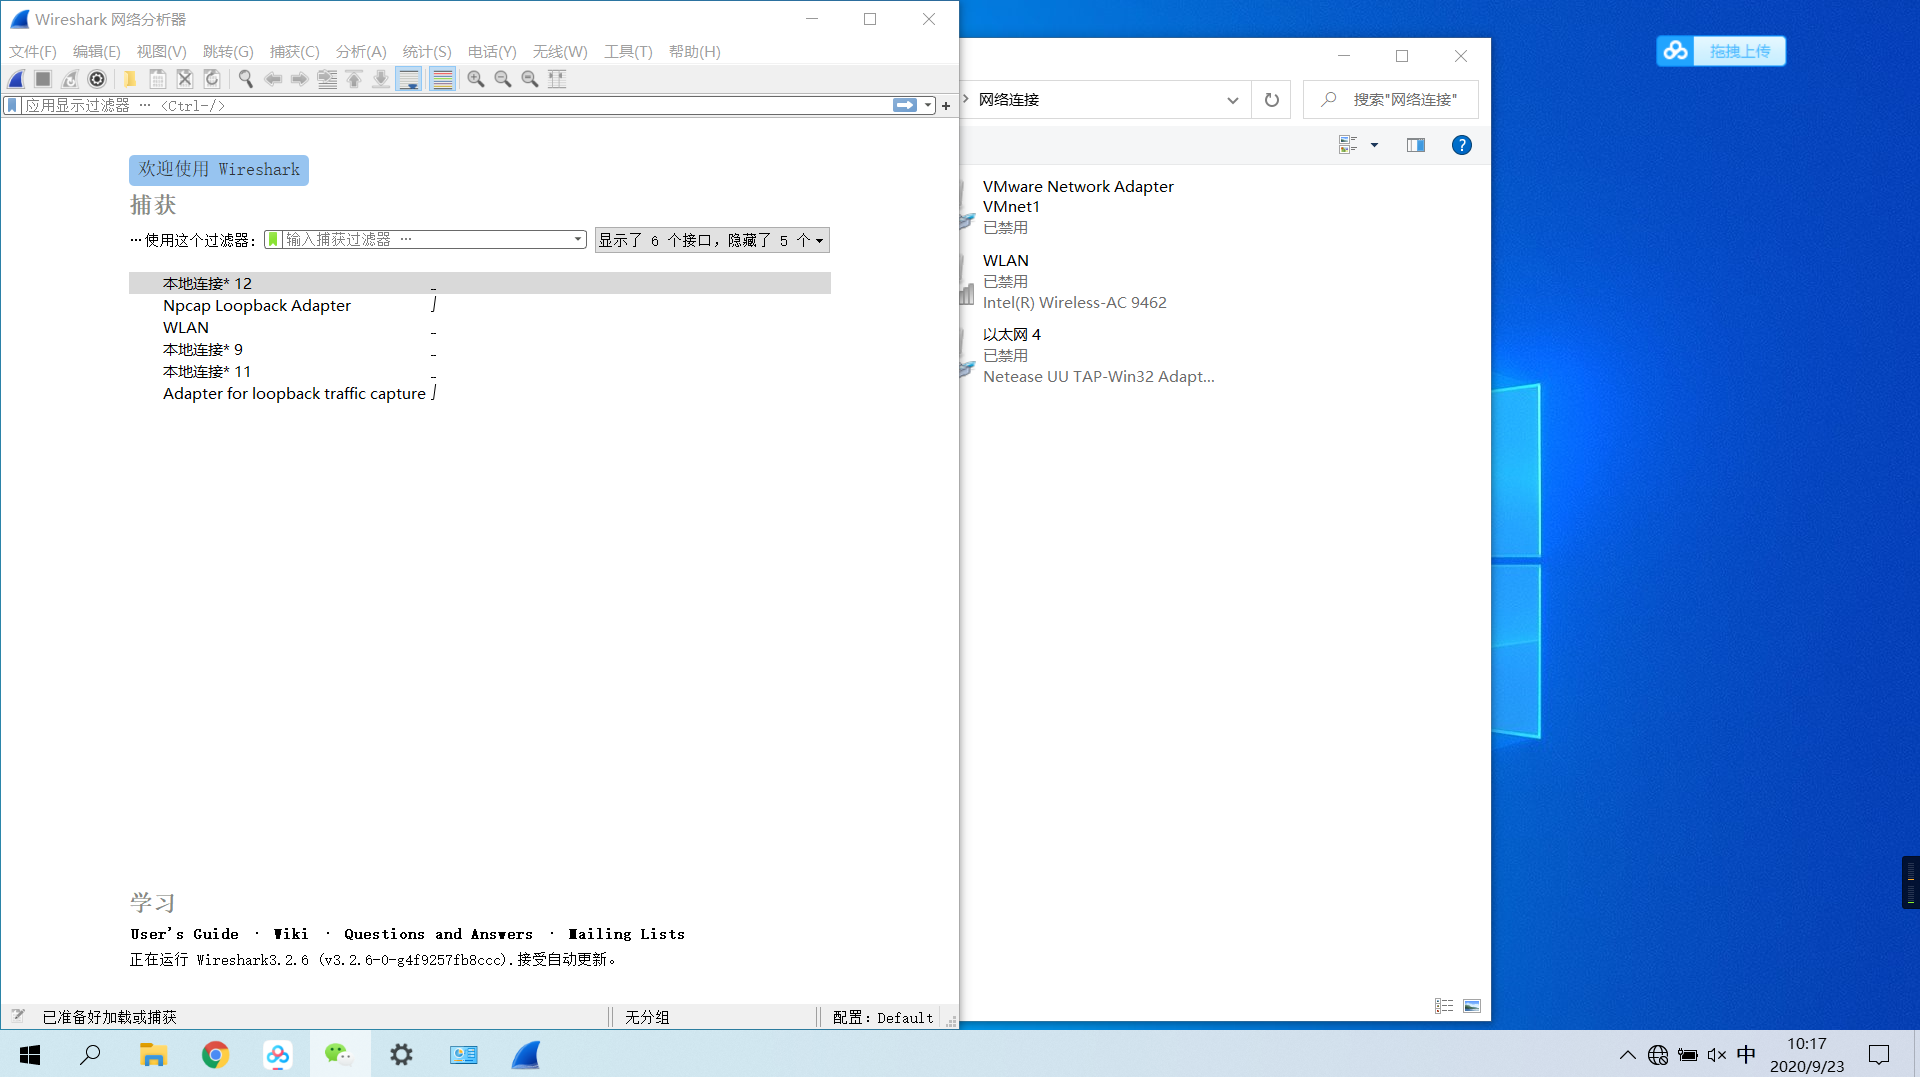 Wireshark 网络分析器
文件(F) 编辑(E) 视图(V) 跳转(G) 捕获(C) 分析(A) 统计(S) 电话(Y) 无线(W) 工具(T) 帮助(H)
应用显示过滤器 … <Ctrl-/>
欢迎使用 Wireshark
捕获
…使用这个过滤器： 输入捕获过滤器 … 显示了 6 个接口，隐藏了 5 个
本地连接* 12
Npcap Loopback Adapter
WLAN
本地连接* 9
本地连接* 11
Adapter for loopback traffic capture
学习
User's Guide · Wiki · Questions and Answers · Mailing Lists
正在运行 Wireshark3.2.6 (v3.2.6-0-g4f9257fb8ccc).接受自动更新。
已准备好加载或捕获 无分组 配置：Default
网络连接 搜索"网络连接"
VMware Network Adapter
VMnet1
已禁用
WLAN
已禁用
Intel(R) Wireless-AC 9462
以太网 4
已禁用
Netease UU TAP-Win32 Adapt...
拖拽上传
中
10:17
2020/9/23